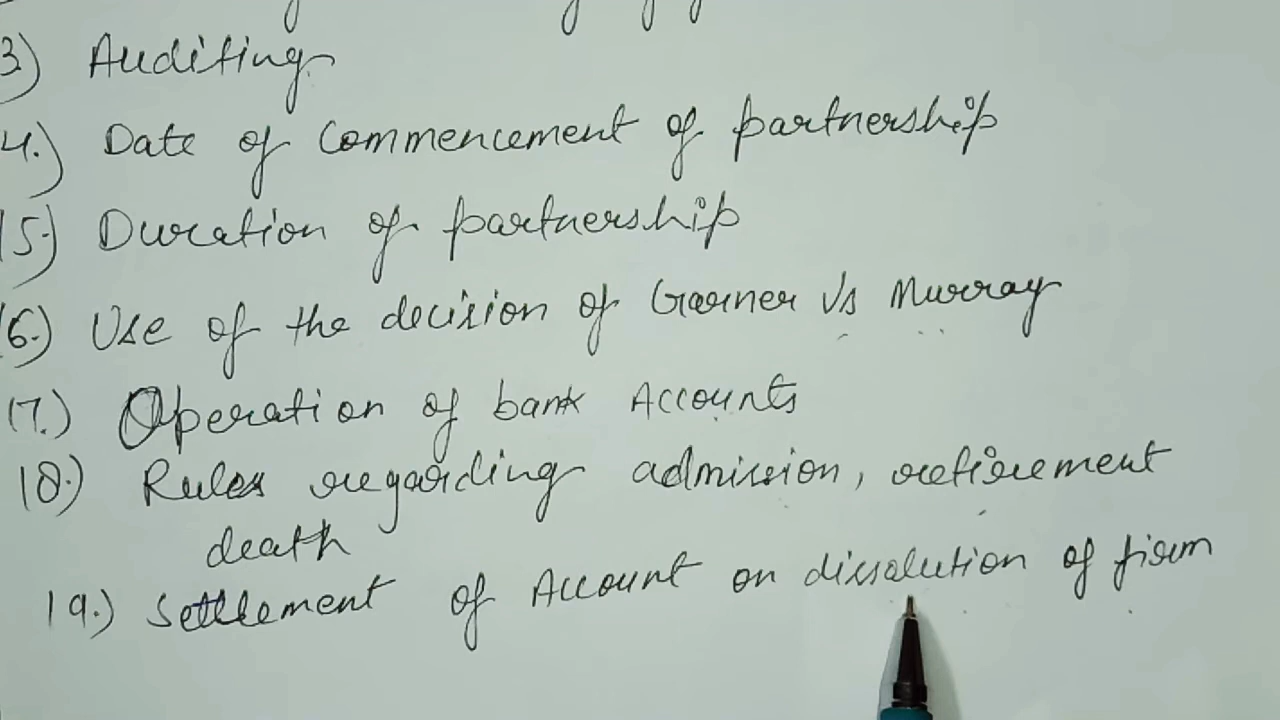 3) Auditing
4.) Date of Commencement of partnership
15.) Duration of partnership
16.) Use of the decision of Garner Vs Murray
17.) Operation of bank Accounts
18.) Rules regarding admission, retirement
death
19.) Settlement of Account on dissolution of firm